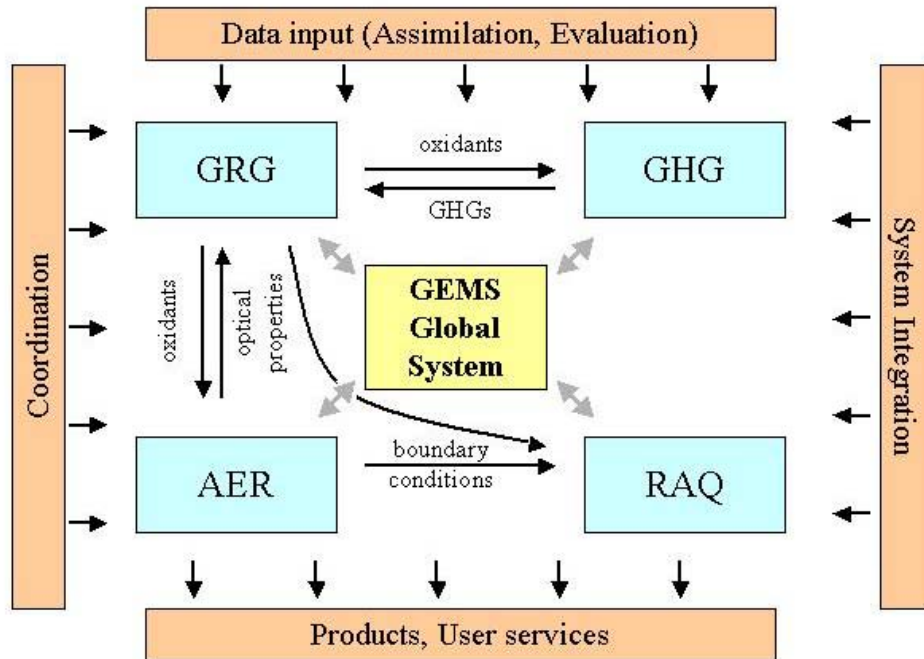 Data input (Assimilation, Evaluation)
Coordination
System Integration
GRG
oxidants
GHGs
GHG
oxidants
optical
properties
GEMS
Global
System
AER
boundary
conditions
RAQ
Products, User services